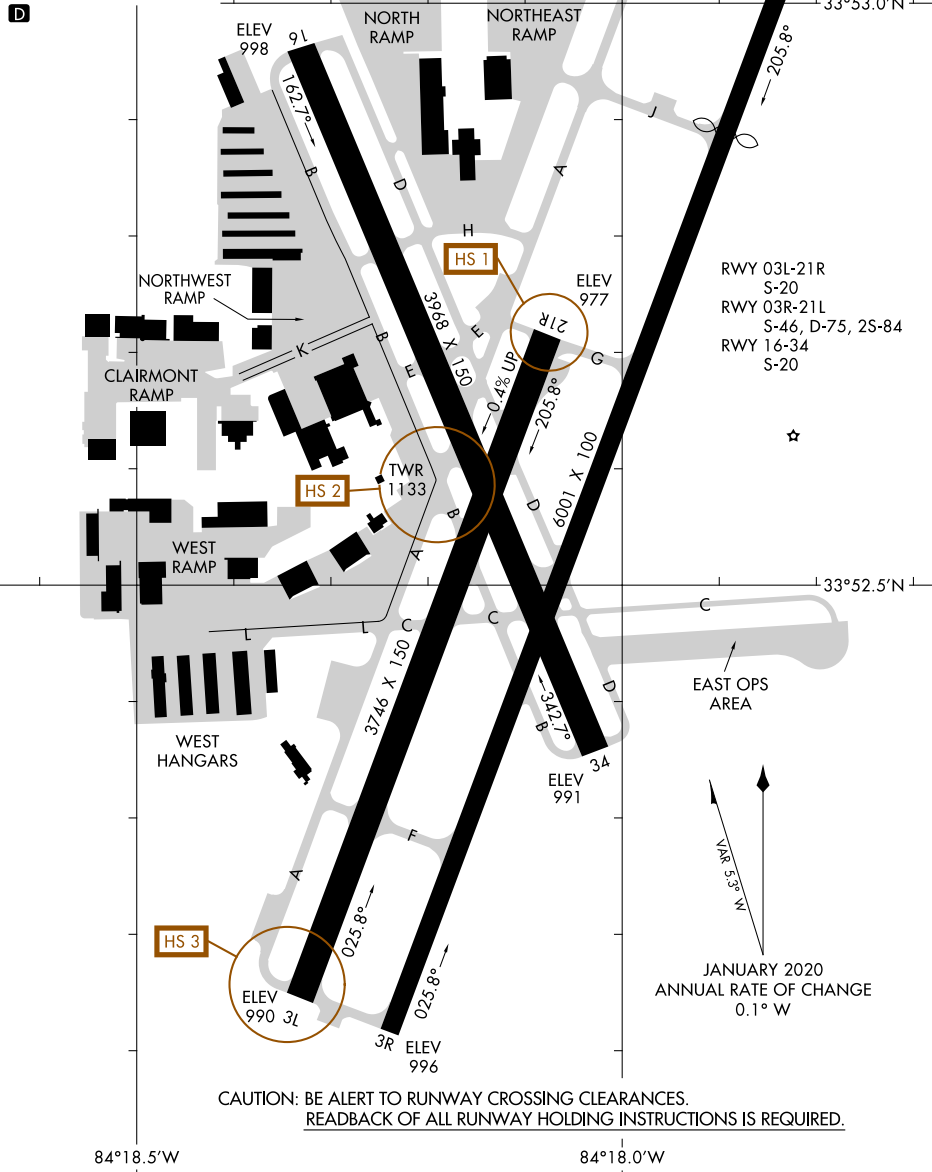 D
33°53.0'N
NORTH
RAMP
NORTHEAST
RAMP
ELEV
998
16
162.7°
205.8°
J
B
D
A
H
HS 1
ELEV
977
21R
RWY 03L-21R
S-20
RWY 03R-21L
S-46, D-75, 2S-84
RWY 16-34
S-20
NORTHWEST
RAMP
3968 X 150
E
G
K
B
E
0.4% UP
205.8°
CLAIRMONT
RAMP
6001 X 100
TWR
1133
HS 2
B
D
A
WEST
RAMP
33°52.5'N
L
L
C
C
C
3746 X 150
EAST OPS
AREA
342.7°
D
B
34
ELEV
991
WEST
HANGARS
F
A
VAR 5.3° W
HS 3
025.8°
025.8°
ELEV
990
3L
3R
ELEV
996
JANUARY 2020
ANNUAL RATE OF CHANGE
0.1° W
CAUTION: BE ALERT TO RUNWAY CROSSING CLEARANCES.
READBACK OF ALL RUNWAY HOLDING INSTRUCTIONS IS REQUIRED.
84°18.5'W
84°18.0'W